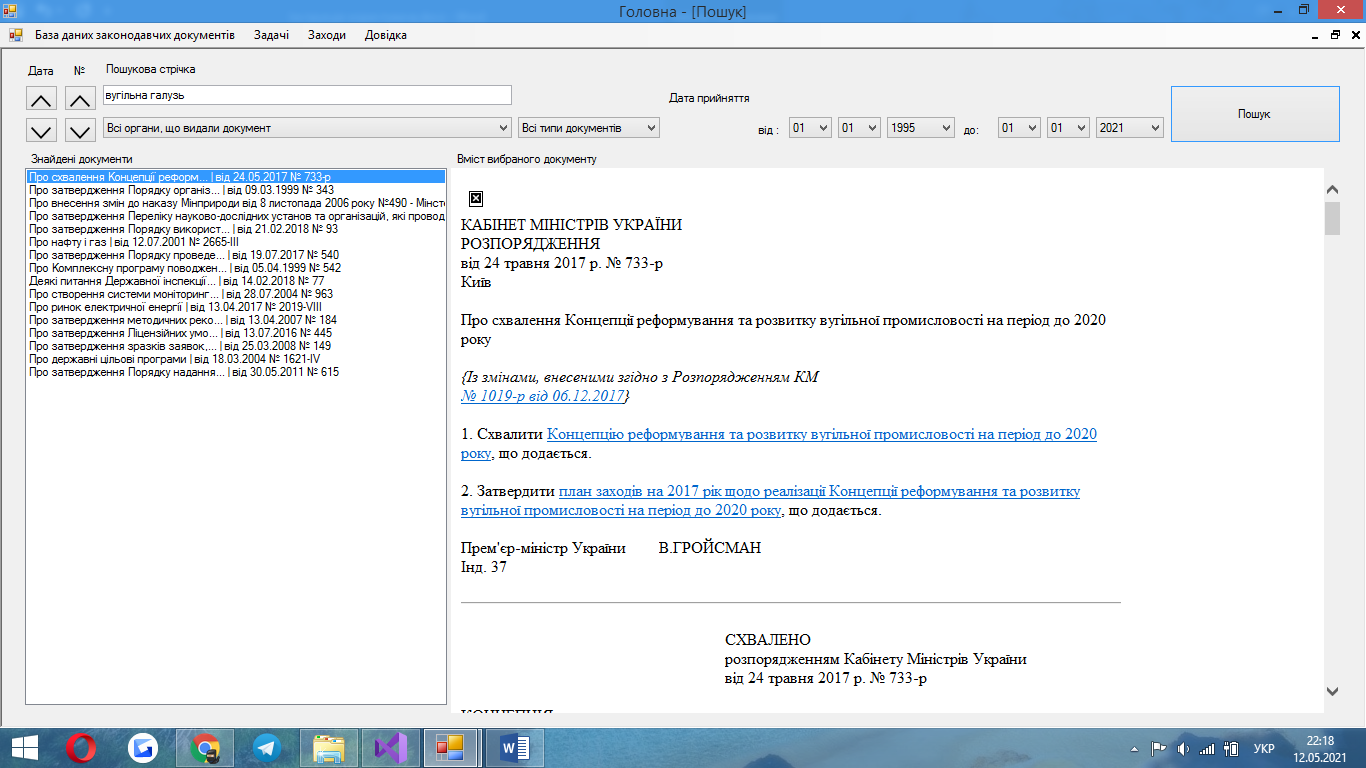 Головна - [Пошук]
База даних законодавчих документів Задачі Заходи Довідка
Дата № Пошукова стрічка
вугільна галузь
Дата прийняття
Пошук
Всі органи, що видали документ Всі типи документів від : 01 01 1995 до: 01 01 2021
Знайдені документи Вміст вибраного документу
Про схвалення Концепції реформ... | від 24.05.2017 № 733-р
Про затвердження Порядку організ... | від 09.03.1999 № 343
Про внесення змін до наказу Мінприроди від 8 листопада 2006 року №490 - Мінсте
Про затвердження Переліку науково-дослідних установ та організацій, які провод
Про затвердження Порядку використ... | від 21.02.2018 № 93
Про нафту і газ | від 12.07.2001 № 2665-III
Про затвердження Порядку проведе... | від 19.07.2017 № 540
Про Комплексну програму поводжен... | від 05.04.1999 № 542
Деякі питання Державної інспекції... | від 14.02.2018 № 77
Про створення системи моніторинг... | від 28.07.2004 № 963
Про ринок електричної енергії | від 13.04.2017 № 2019-VIII
Про затвердження методичних реко... | від 13.04.2007 № 184
Про затвердження Ліцензійних умо... | від 13.07.2016 № 445
Про затвердження зразків заявок,... | від 25.03.2008 № 149
Про державні цільові програми | від 18.03.2004 № 1621-IV
Про затвердження Порядку надання... | від 30.05.2011 № 615
КАБІНЕТ МІНІСТРІВ УКРАЇНИ
РОЗПОРЯДЖЕННЯ
від 24 травня 2017 р. № 733-р
Київ
Про схвалення Концепції реформування та розвитку вугільної промисловості на період до 2020
року
{Із змінами, внесеними згідно з Розпорядженням КМ
№ 1019-р від 06.12.2017}
1. Схвалити Концепцію реформування та розвитку вугільної промисловості на період до 2020
року, що додається.
2. Затвердити план заходів на 2017 рік щодо реалізації Концепції реформування та розвитку
вугільної промисловості на період до 2020 року, що додається.
Прем'єр-міністр України В.ГРОЙСМАН
Інд. 37
СХВАЛЕНО
розпорядженням Кабінету Міністрів України
від 24 травня 2017 р. № 733-р
КОНЦЕПЦІЯ
УКР
22:18
12.05.2021